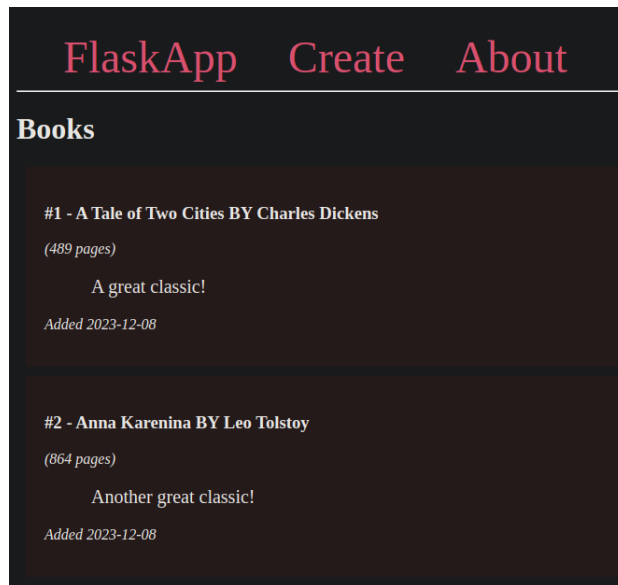 FlaskApp Create About
Books
#1 - A Tale of Two Cities BY Charles Dickens
(489 pages)
A great classic!
Added 2023-12-08
#2 - Anna Karenina BY Leo Tolstoy
(864 pages)
Another great classic!
Added 2023-12-08